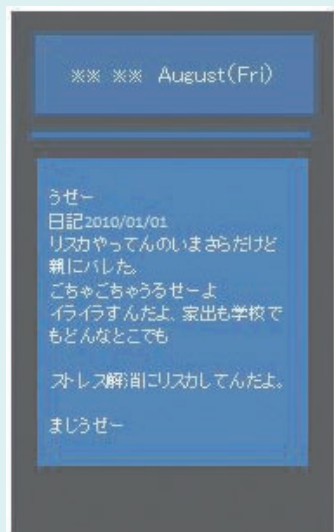 ※※ ※※ August(Fri)
うぜー
日記2010/01/01
リスカやってんのいまさらだけど
親にバレた。
ごちゃごちゃうるせーよ
イライラすんだよ、家出も学校で
もどんなとこでも
ストレス解消にリスカしてんだよ。
まじうぜー